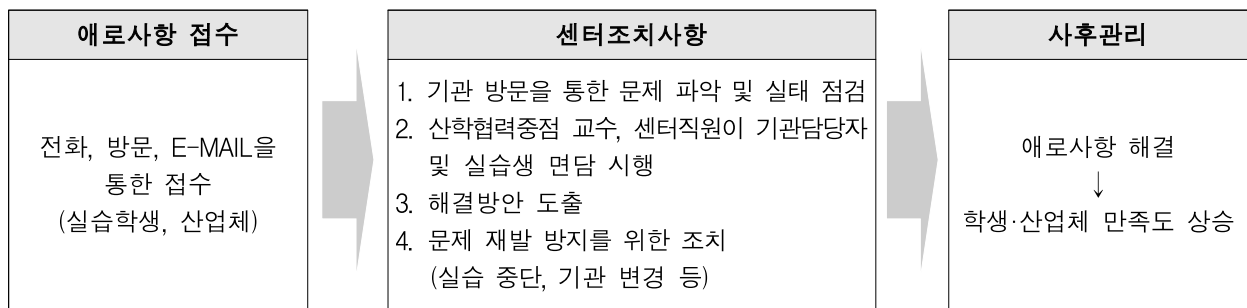 애로사항 접수
전화, 방문, E-MAIL을
통한 접수
(실습학생, 산업체)
센터조치사항
1. 기관 방문을 통한 문제 파악 및 실태 점검
2. 산학협력중점 교수, 센터직원이 기관담당자
및 실습생 면담 시행
3. 해결방안 도출
4. 문제 재발 방지를 위한 조치
(실습 중단, 기관 변경 등)
사후관리
애로사항 해결
↓
학생·산업체 만족도 상승